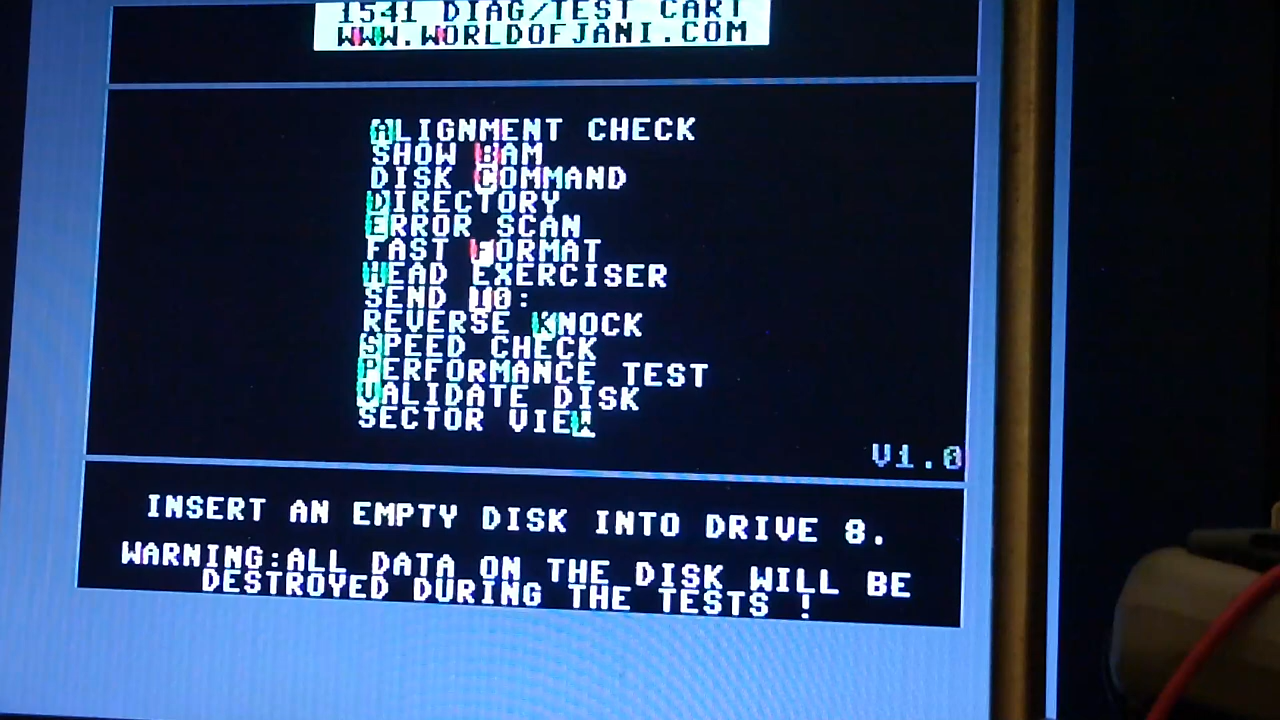 1541 DIAG/TEST CART
WWW.WORLDOFJANI.COM
ALIGNMENT CHECK
SHOW BAM
DISK COMMAND
DIRECTORY
ERROR SCAN
FAST FORMAT
HEAD EXERCISER
SEND U0:
REVERSE KNOCK
SPEED CHECK
PERFORMANCE TEST
VALIDATE DISK
SECTOR VIEW
V1.0
INSERT AN EMPTY DISK INTO DRIVE 8.
WARNING:ALL DATA ON THE DISK WILL BE
DESTROYED DURING THE TESTS !